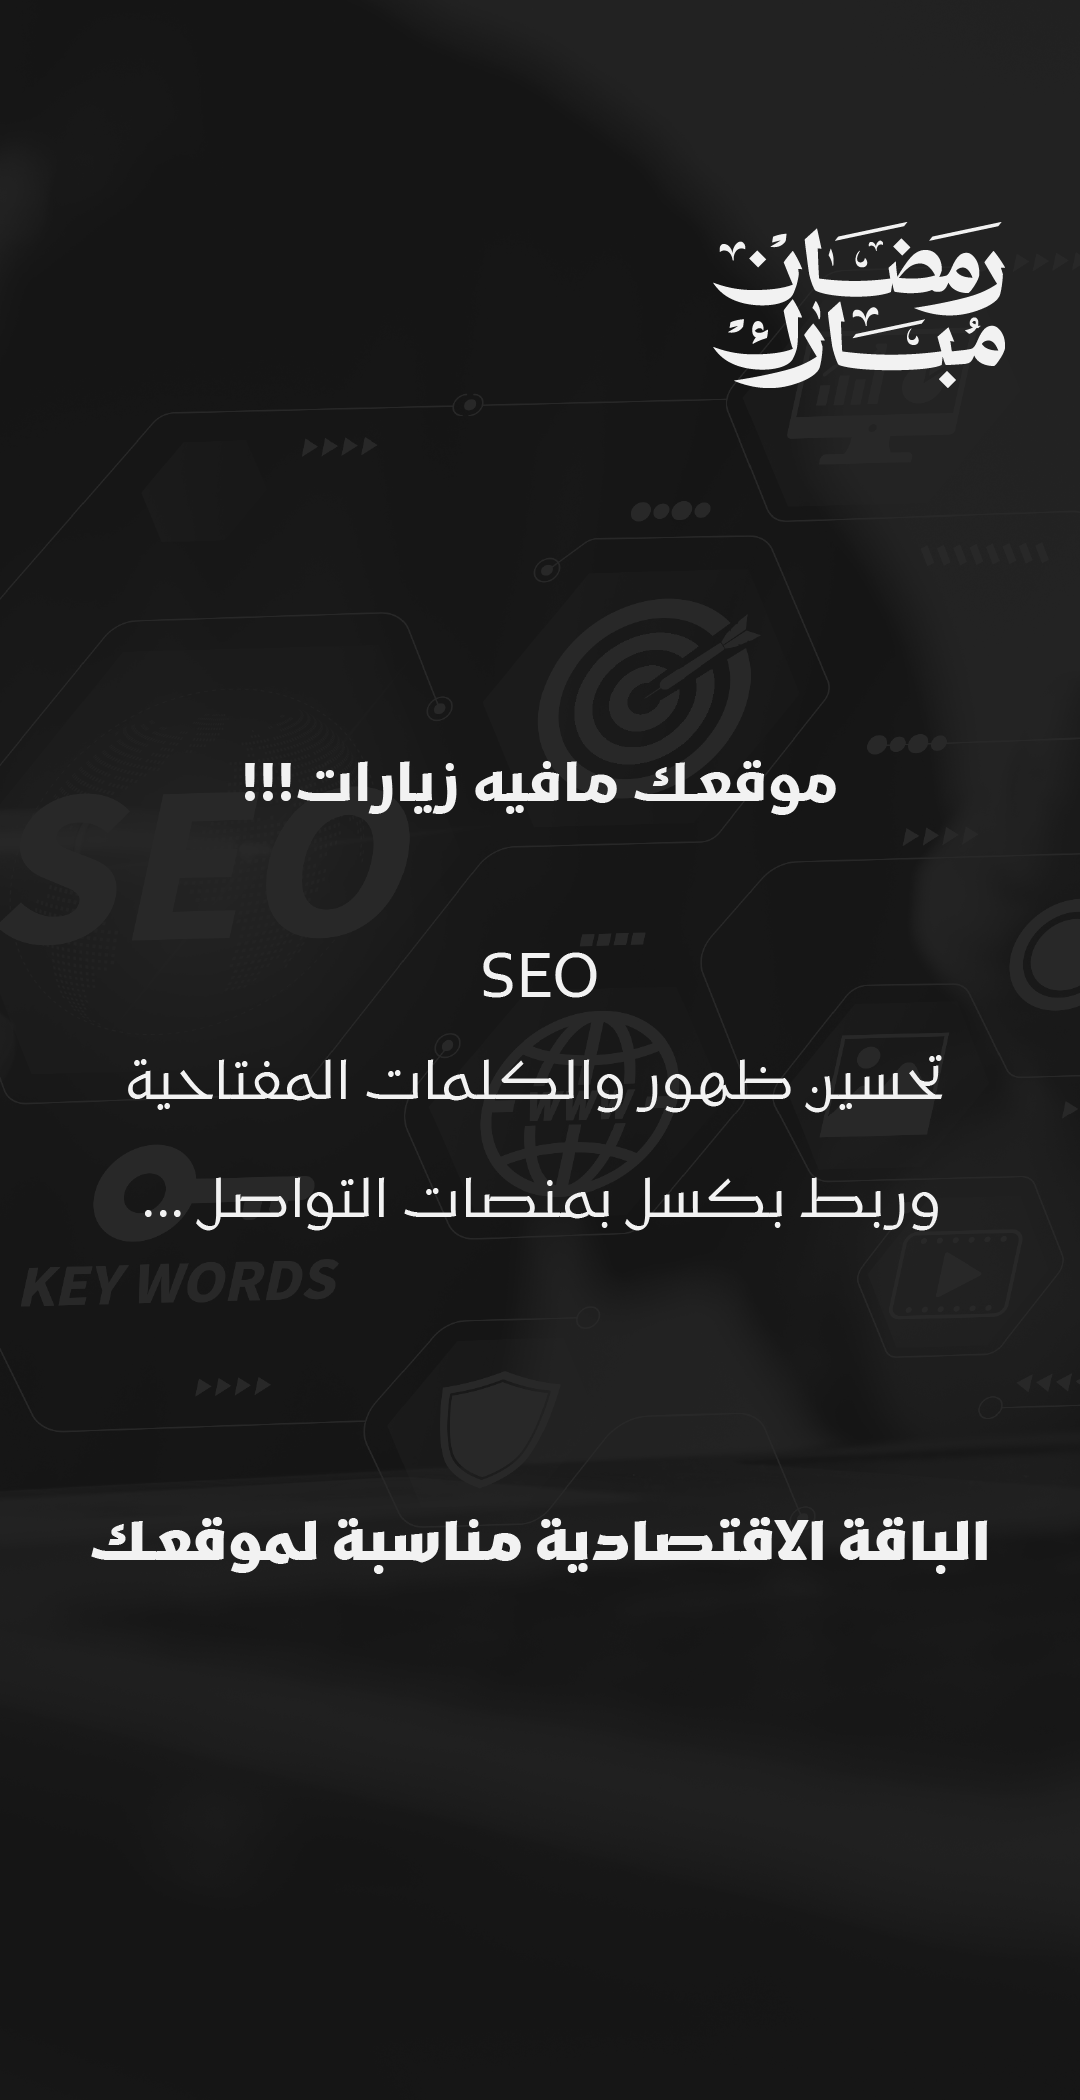 رمضان
مبارك
موقعك مافيه زيارات!!!
SEO
SEO
تحسين ظهور والكلمات المفتاحية
WWW
وربط بكسل بمنصات التواصل ...
KEY WORDS
الباقة الاقتصادية مناسبة لموقعك